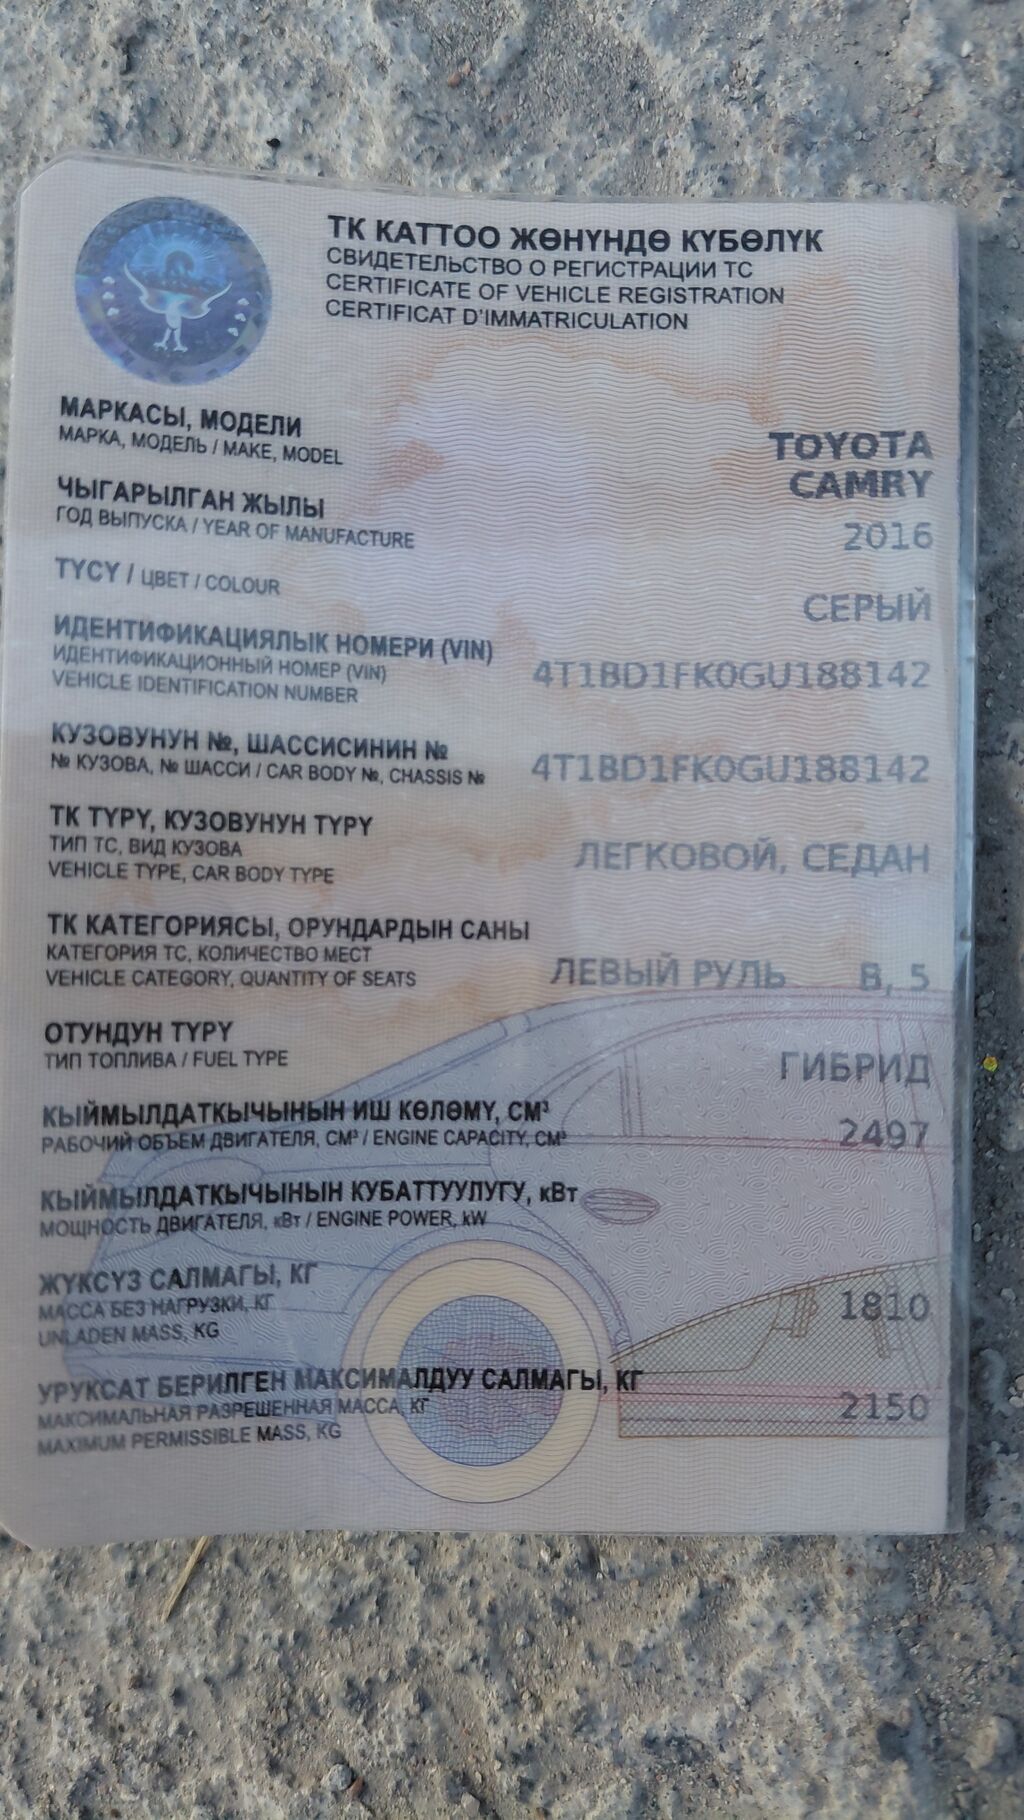 ТК КАТТОО ЖӨНҮНДӨ КҮБӨЛҮК
СВИДЕТЕЛЬСТВО О РЕГИСТРАЦИИ ТС
CERTIFICATE OF VEHICLE REGISTRATION
CERTIFICAT D'IMMATRICULATION
МАРКАСЫ, МОДЕЛИ
МАРКА, МОДЕЛЬ / MAKE, MODEL
TOYOTA
CAMRY
ЧЫГАРЫЛГАН ЖЫЛЫ
ГОД ВЫПУСКА / YEAR OF MANUFACTURE
2016
ТҮСҮ / ЦВЕТ / COLOUR
СЕРЫЙ
ИДЕНТИФИКАЦИЯЛЫК НОМЕРИ (VIN)
ИДЕНТИФИКАЦИОННЫЙ НОМЕР (VIN)
VEHICLE IDENTIFICATION NUMBER
4T1BD1FK0GU188142
КУЗОВУНУН №, ШАССИСИНИН №
№ КУЗОВА, № ШАССИ / CAR BODY №, CHASSIS №
4T1BD1FK0GU188142
ТК ТҮРҮ, КУЗОВУНУН ТҮРҮ
ТИП ТС, ВИД КУЗОВА
VEHICLE TYPE, CAR BODY TYPE
ЛЕГКОВОЙ, СЕДАН
ТК КАТЕГОРИЯСЫ, ОРУНДАРДЫН САНЫ
КАТЕГОРИЯ ТС, КОЛИЧЕСТВО МЕСТ
VEHICLE CATEGORY, QUANTITY OF SEATS
ЛЕВЫЙ РУЛЬ B, 5
ОТУНДУН ТҮРҮ
ТИП ТОПЛИВА / FUEL TYPE
ГИБРИД
КЫЙМЫЛДАТКЫЧЫНЫН ИШ КӨЛӨМҮ, СМ³
РАБОЧИЙ ОБЪЕМ ДВИГАТЕЛЯ, СМ³ / ENGINE CAPACITY, CM³
2497
КЫЙМЫЛДАТКЫЧЫНЫН КУБАТТУУЛУГУ, кВт
МОЩНОСТЬ ДВИГАТЕЛЯ, кВт / ENGINE POWER, kW
ЖҮКСҮЗ САЛМАГЫ, КГ
МАССА БЕЗ НАГРУЗКИ, КГ
UNLADEN MASS, KG
1810
УРУКСАТ БЕРИЛГЕН МАКСИМАЛДУУ САЛМАГЫ, КГ
МАКСИМАЛЬНАЯ РАЗРЕШЕННАЯ МАССА, КГ
MAXIMUM PERMISSIBLE MASS, KG
2150